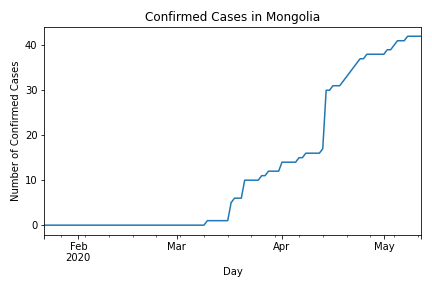 Confirmed Cases in Mongolia
Number of Confirmed Cases
40
30
20
10
0
Feb
2020
Mar
Apr
May
Day